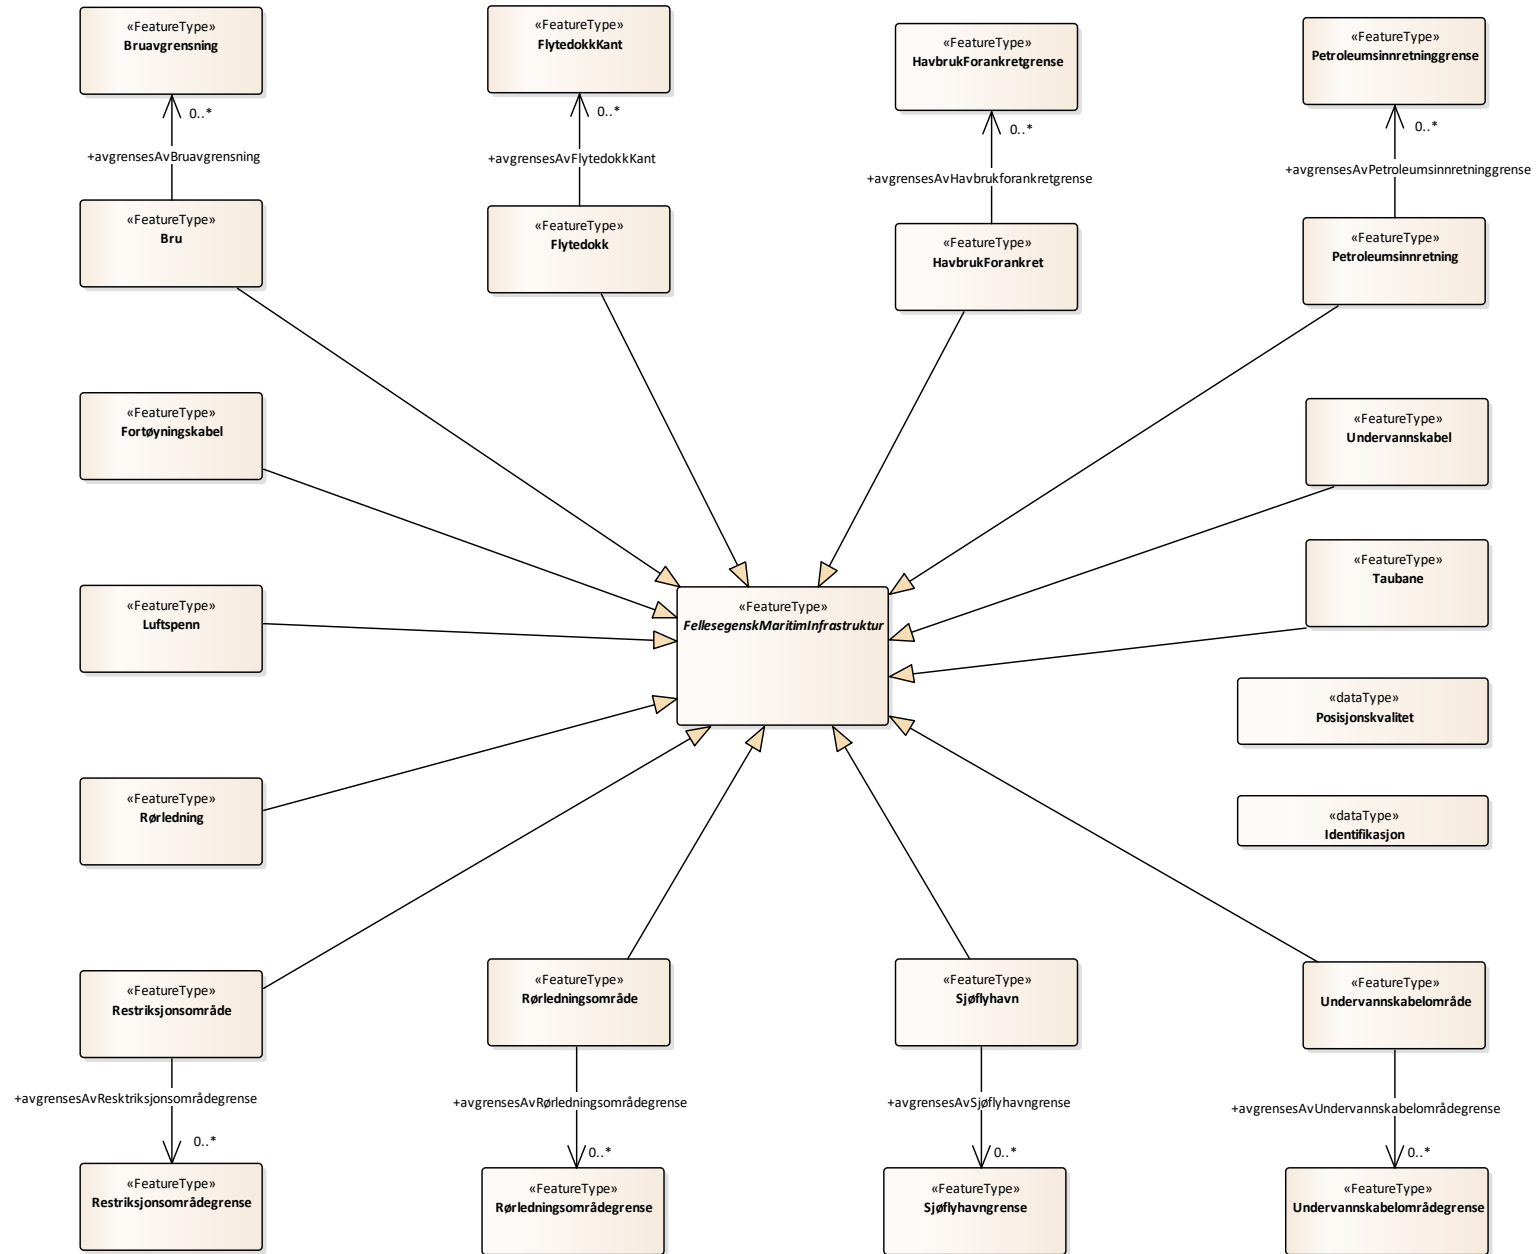 «FeatureType»
Bruavgrensning
«FeatureType»
FlytedokkKant
«FeatureType»
HavbrukForankretgrense
«FeatureType»
Petroleumsinnretninggrense
0..*
+avgrensesAvBruavgrensning
0..*
+avgrensesAvFlytedokkKant
0..*
+avgrensesAvHavbrukforankretgrense
0..*
+avgrensesAvPetroleumsinnretninggrense
«FeatureType»
Bru
«FeatureType»
Flytedokk
«FeatureType»
HavbrukForankret
«FeatureType»
Petroleumsinnretning
«FeatureType»
Fortøyningskabel
«FeatureType»
Undervannskabel
«FeatureType»
Taubane
«FeatureType»
Luftspenn
«FeatureType»
FellesegenskMaritimInfrastruktur
«dataType»
Posisjonskvalitet
«FeatureType»
Rørledning
«dataType»
Identifikasjon
«FeatureType»
Restriksjonsområde
«FeatureType»
Rørledningsområde
«FeatureType»
Sjøflyhavn
«FeatureType»
Undervannskabelområde
+avgrensesAvResktriksjonsområdegrense
0..*
+avgrensesAvRørledningsområdegrense
0..*
+avgrensesAvSjøflyhavngrense
0..*
+avgrensesAvUndervannskabelområdegrense
0..*
«FeatureType»
Restriksjonsområdegrense
«FeatureType»
Rørledningsområdegrense
«FeatureType»
Sjøflyhavngrense
«FeatureType»
Undervannskabelområdegrense